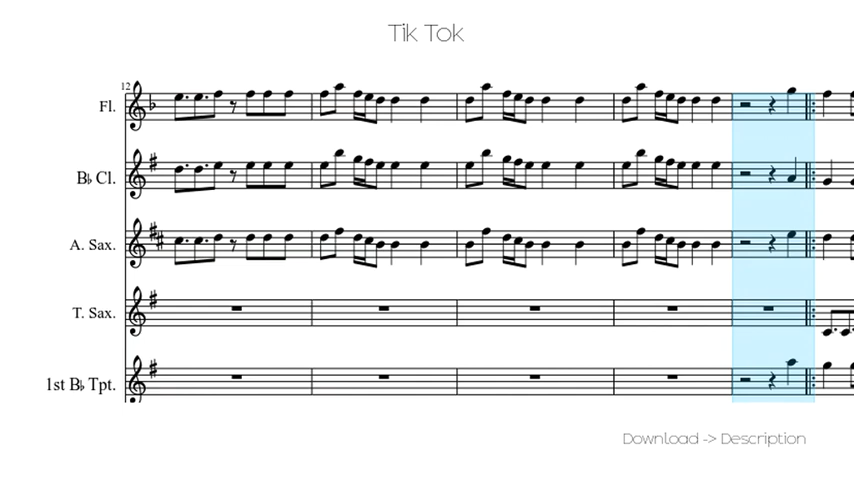 Tik Tok
12
Fl.
B♭ Cl.
A. Sax.
T. Sax.
1st B♭ Tpt.
Download -> Description